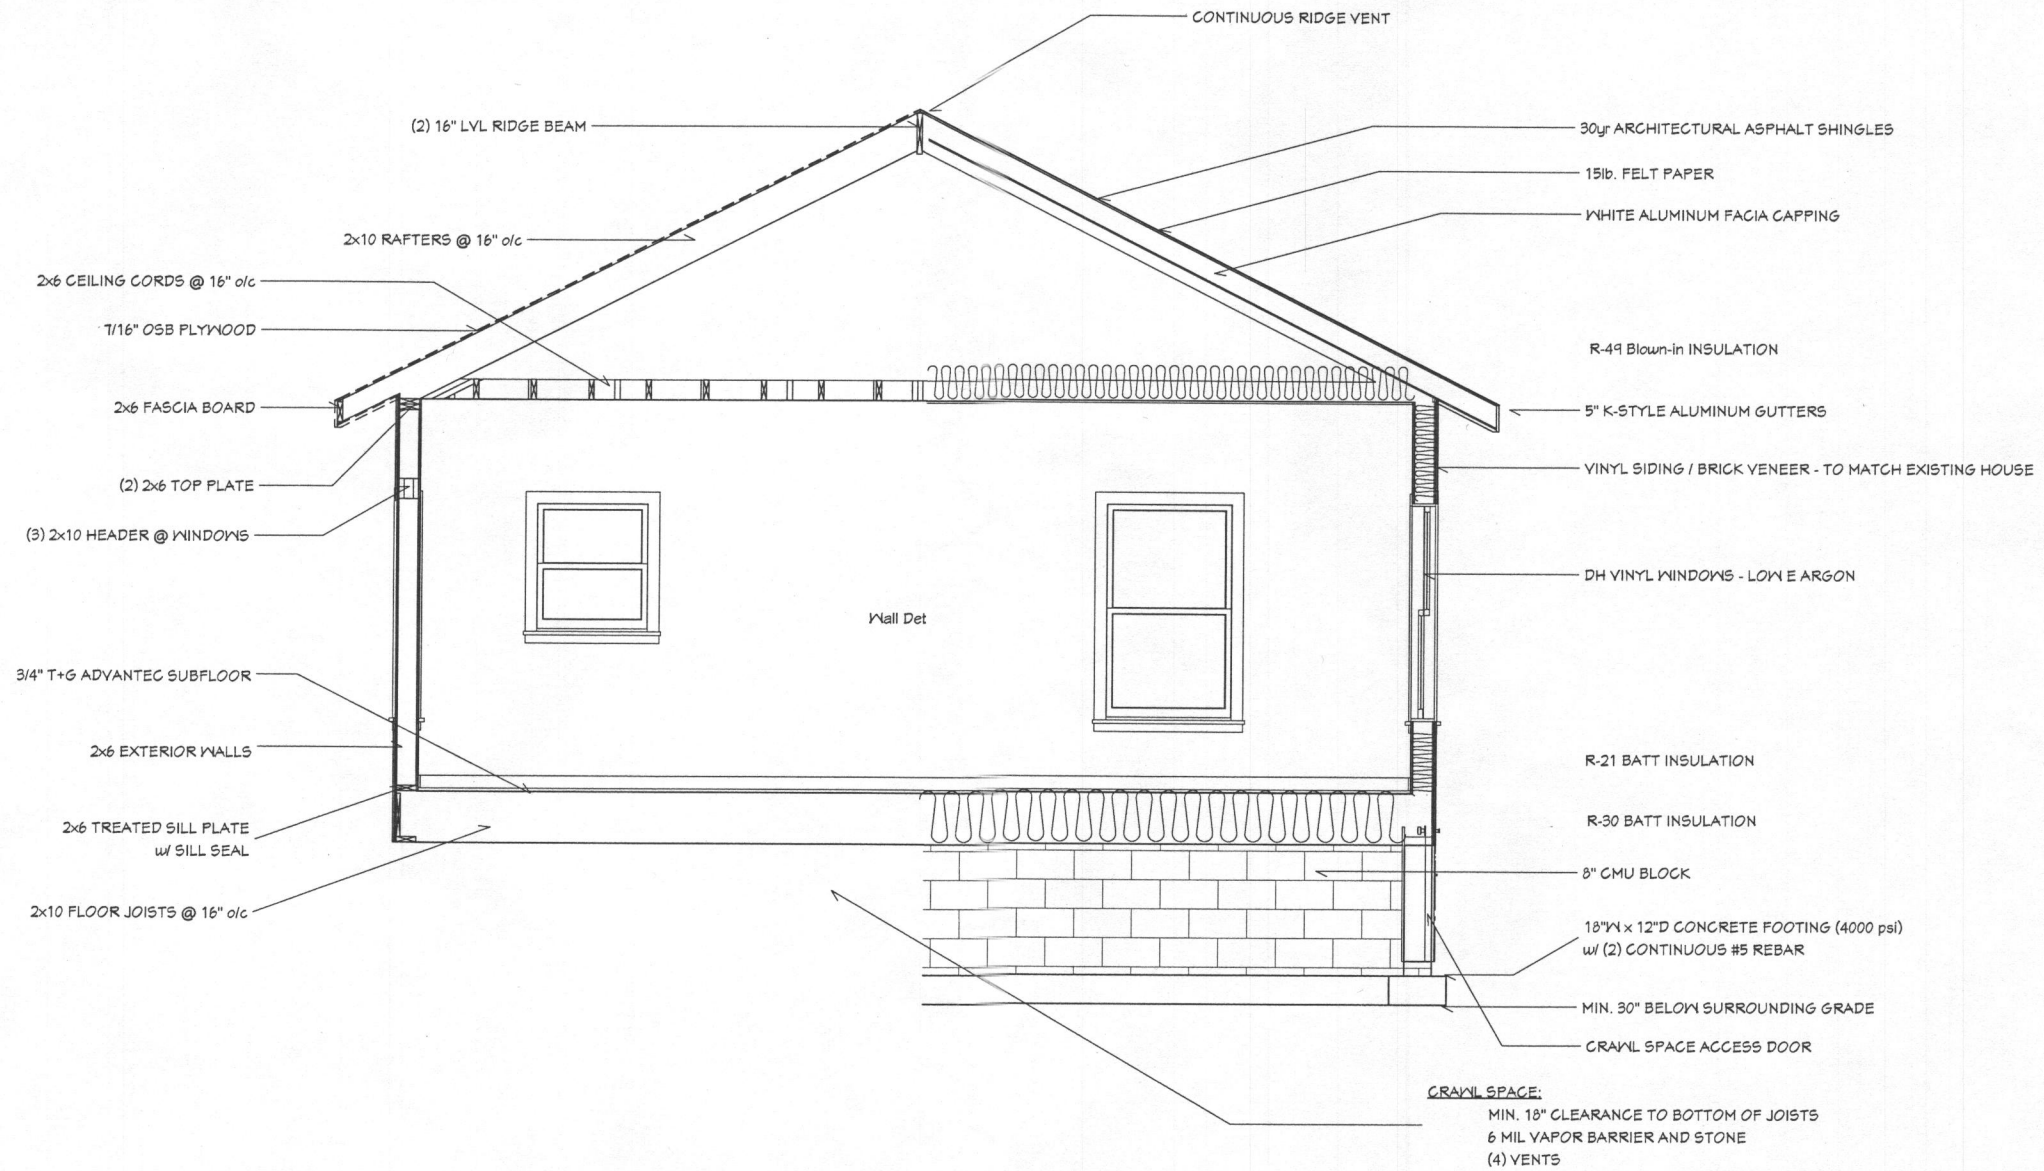 CONTINUOUS RIDGE VENT
(2) 16" LVL RIDGE BEAM
2x10 RAFTERS @ 16" o/c
2x6 CEILING CORDS @ 16" o/c
7/16" OSB PLYWOOD
2x6 FASCIA BOARD
(2) 2x6 TOP PLATE
(3) 2x10 HEADER @ WINDOWS
3/4" T+G ADVANTEC SUBFLOOR
2x6 EXTERIOR WALLS
2x6 TREATED SILL PLATE
w/ SILL SEAL
2x10 FLOOR JOISTS @ 16" o/c
Wall Det
30yr ARCHITECTURAL ASPHALT SHINGLES
15lb. FELT PAPER
WHITE ALUMINUM FACIA CAPPING
R-49 Blown-in INSULATION
5" K-STYLE ALUMINUM GUTTERS
VINYL SIDING / BRICK VENEER - TO MATCH EXISTING HOUSE
DH VINYL WINDOWS - LOW E ARGON
R-21 BATT INSULATION
R-30 BATT INSULATION
8" CMU BLOCK
18"W x 12"D CONCRETE FOOTING (4000 psi)
w/ (2) CONTINUOUS #5 REBAR
MIN. 30" BELOW SURROUNDING GRADE
CRAWL SPACE ACCESS DOOR
CRAWL SPACE:
MIN. 18" CLEARANCE TO BOTTOM OF JOISTS
6 MIL VAPOR BARRIER AND STONE
(4) VENTS